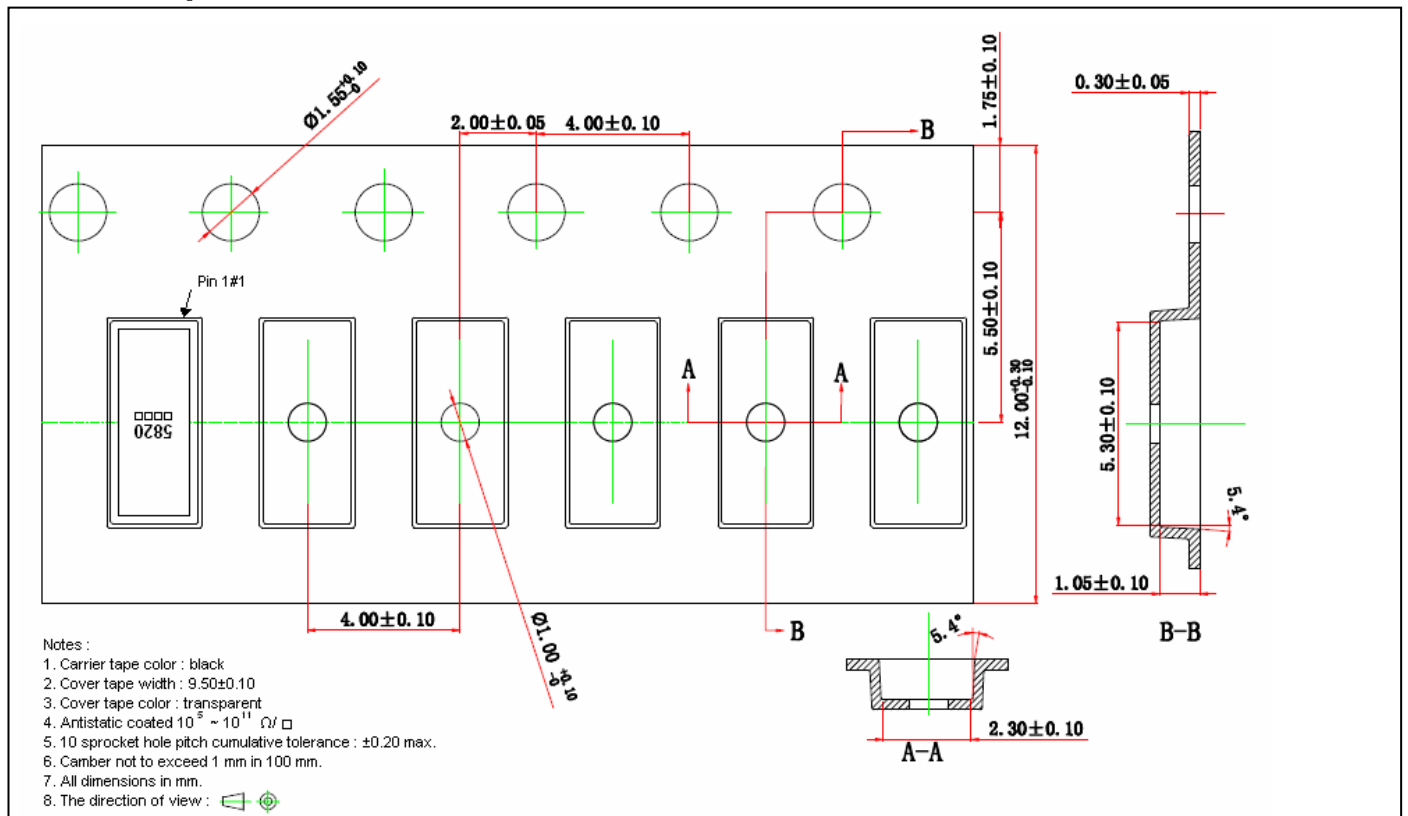 Ø1.55+0.10 -0
2.00±0.05
4.00±0.10
B
1.75±0.10
0.30±0.05
Pin 1#1
5820
A
A
5.50±0.10
12.00+0.30 -0.10
5.30±0.10
5.4°
1.05±0.10
B-B
4.00±0.10
Ø1.00 +0.10 -0
B
5.4°
2.30±0.10
A-A
Notes :
1. Carrier tape color : black
2. Cover tape width : 9.50±0.10
3. Cover tape color : transparent
4. Antistatic coated 10⁵ ~ 10¹¹ Ω/□
5. 10 sprocket hole pitch cumulative tolerance : ±0.20 max.
6. Camber not to exceed 1 mm in 100 mm.
7. All dimensions in mm.
8. The direction of view :